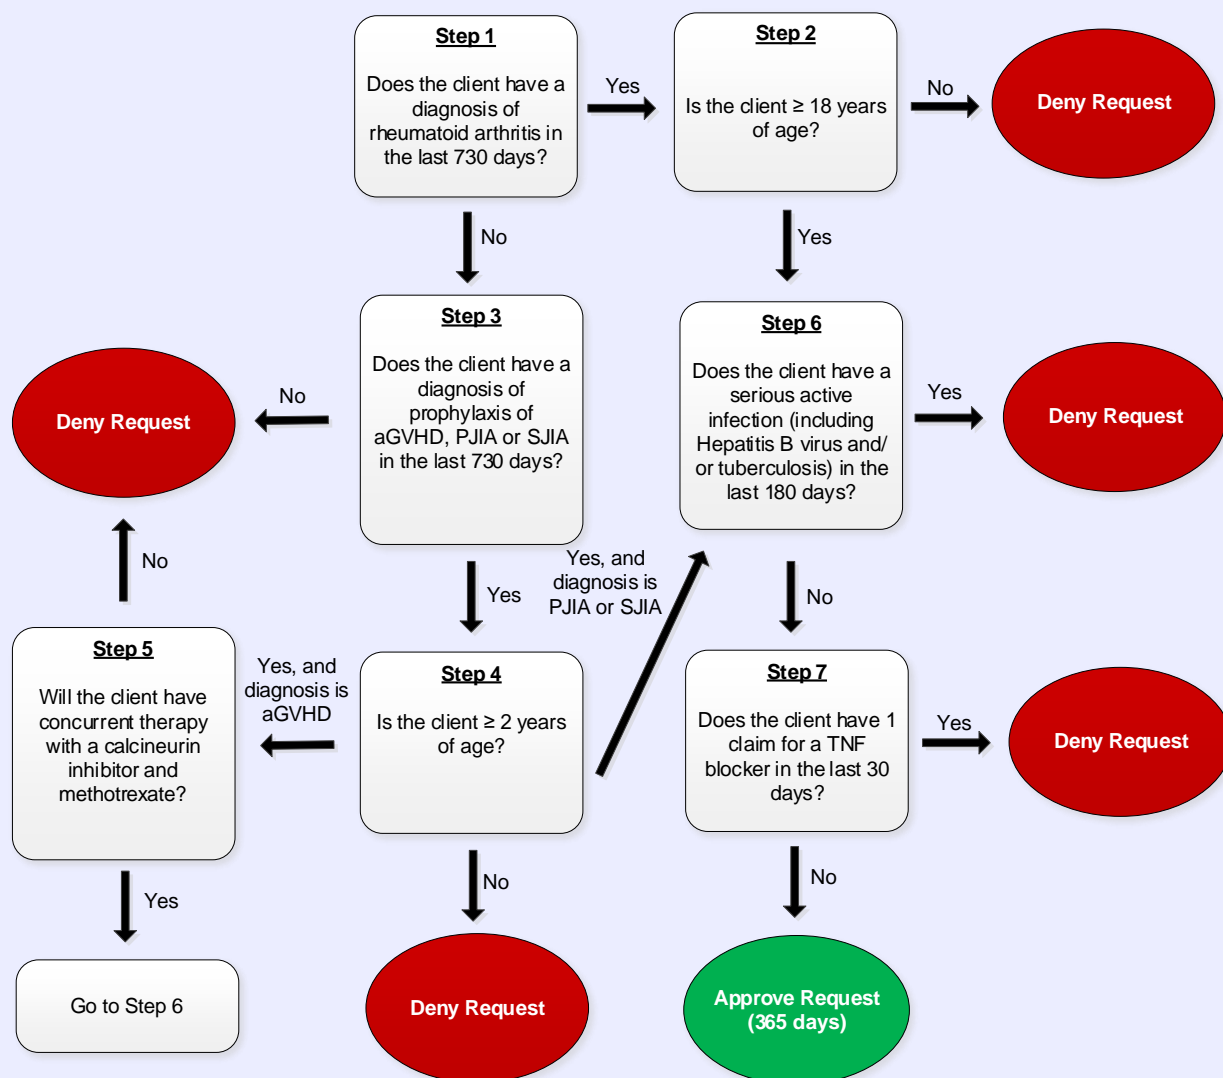 Step 1
Does the client have a
diagnosis of
rheumatoid arthritis in
the last 730 days?
Yes
Step 2
Is the client ≥ 18 years
of age?
No
Deny Request
No
Yes
Step 3
Does the client have a
diagnosis of
prophylaxis of
aGVHD, PJIA or SJIA
in the last 730 days?
No
Deny Request
Step 6
Does the client have a
serious active
infection (including
Hepatitis B virus and/
or tuberculosis) in the
last 180 days?
Yes
Deny Request
No
Yes
Yes, and
diagnosis is
PJIA or SJIA
No
Step 5
Will the client have
concurrent therapy
with a calcineurin
inhibitor and
methotrexate?
Yes, and
diagnosis is
aGVHD
Step 4
Is the client ≥ 2 years
of age?
Step 7
Does the client have 1
claim for a TNF
blocker in the last 30
days?
Yes
Deny Request
Yes
No
No
Go to Step 6
Deny Request
Approve Request
(365 days)